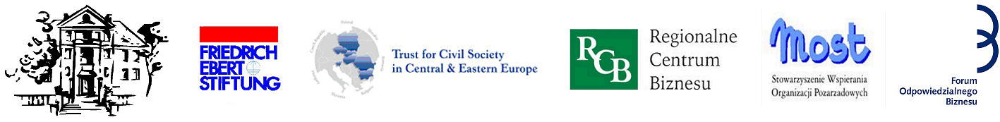 FRIEDRICH
EBERT
STIFTUNG
Poland
Trust for Civil Society
in Central & Eastern Europe
RCB
Regionalne
Centrum
Biznesu
most
Stowarzyszenie Wspierania
Organizacji Pozarzadowych
Forum
Odpowiedzialnego
Biznesu